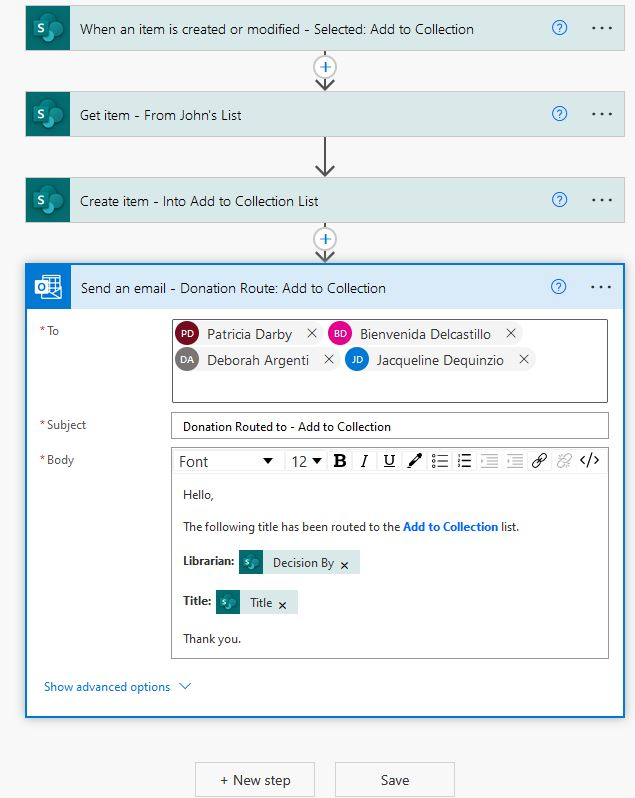 When an item is created or modified - Selected: Add to Collection
Get item - From John's List
Create item - Into Add to Collection List
Send an email - Donation Route: Add to Collection
* To
PD Patricia Darby × BD Bienvenida Delcastillo ×
DA Deborah Argenti × JD Jacqueline Dequinzio ×
* Subject
Donation Routed to - Add to Collection
* Body
Font 12 B I U </>
Hello,
The following title has been routed to the Add to Collection list.
Librarian: S Decision By ×
Title: S Title ×
Thank you.
Show advanced options
+ New step Save